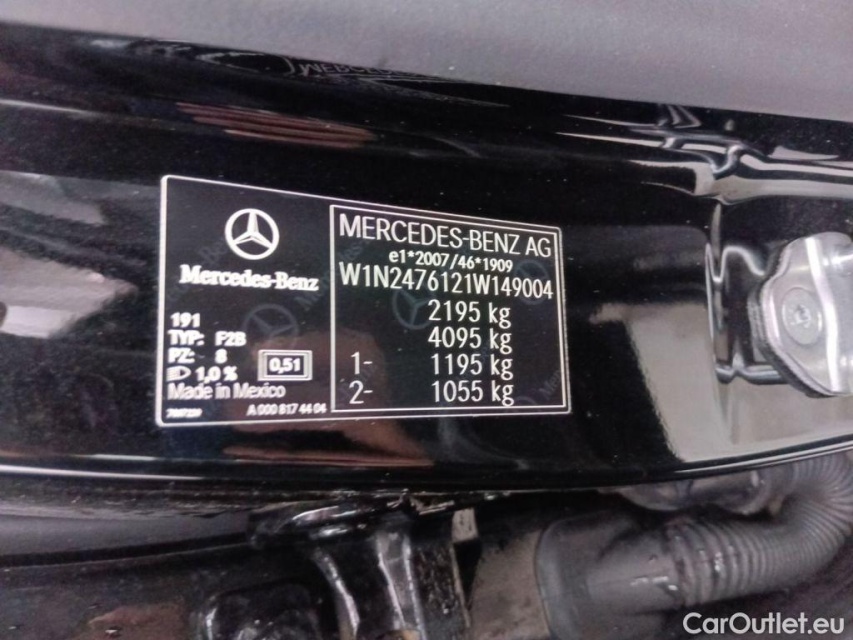 Mercedes-Benz
191
TYP: F2B
PZ: 8
1,0 %
0,51
Made in Mexico
A 000 817 44 04
MERCEDES-BENZ AG
e1*2007/46*1909
W1N2476121W149004
2195 kg
4095 kg
1- 1195 kg
2- 1055 kg
CarOutlet.eu